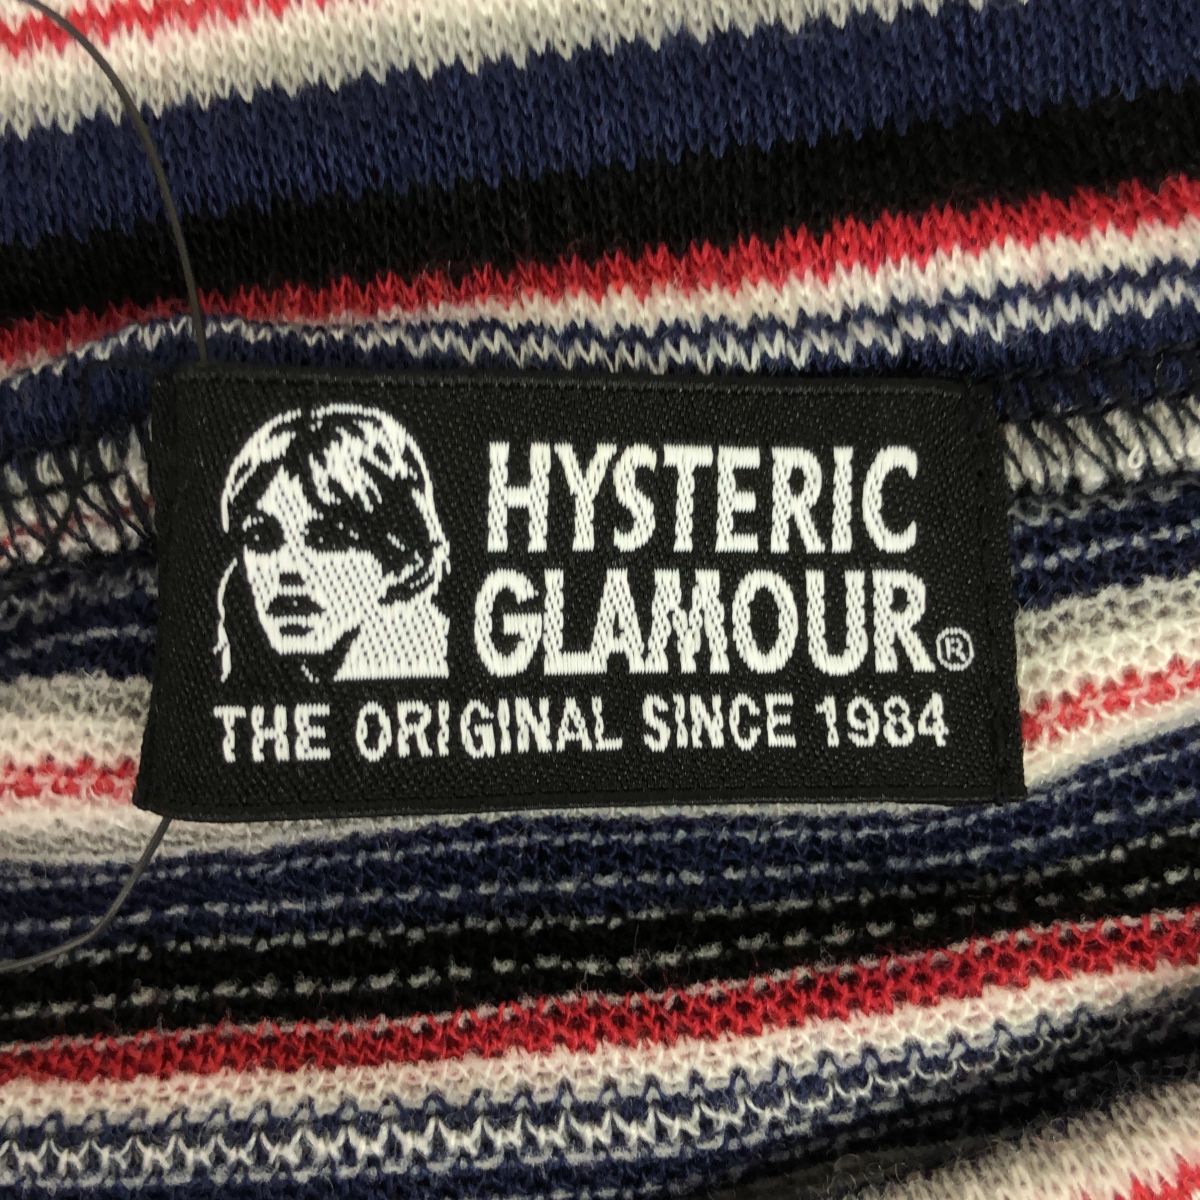 HYSTERIC
GLAMOUR®
THE ORIGINAL SINCE 1984